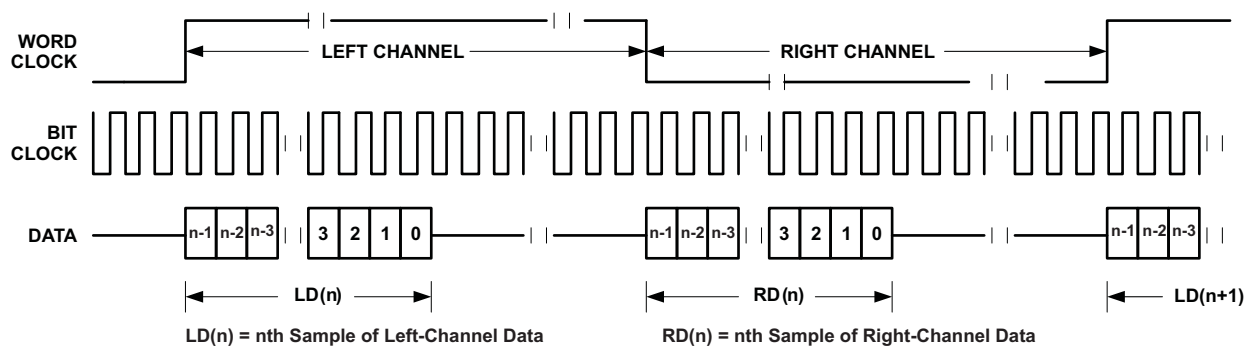 WORD
CLOCK
LEFT CHANNEL
RIGHT CHANNEL
BIT
CLOCK
DATA
n-1 n-2 n-3 3 2 1 0 n-1 n-2 n-3 3 2 1 0 n-1 n-2 n-3
LD(n) RD(n) LD(n+1)
LD(n) = nth Sample of Left-Channel Data
RD(n) = nth Sample of Right-Channel Data